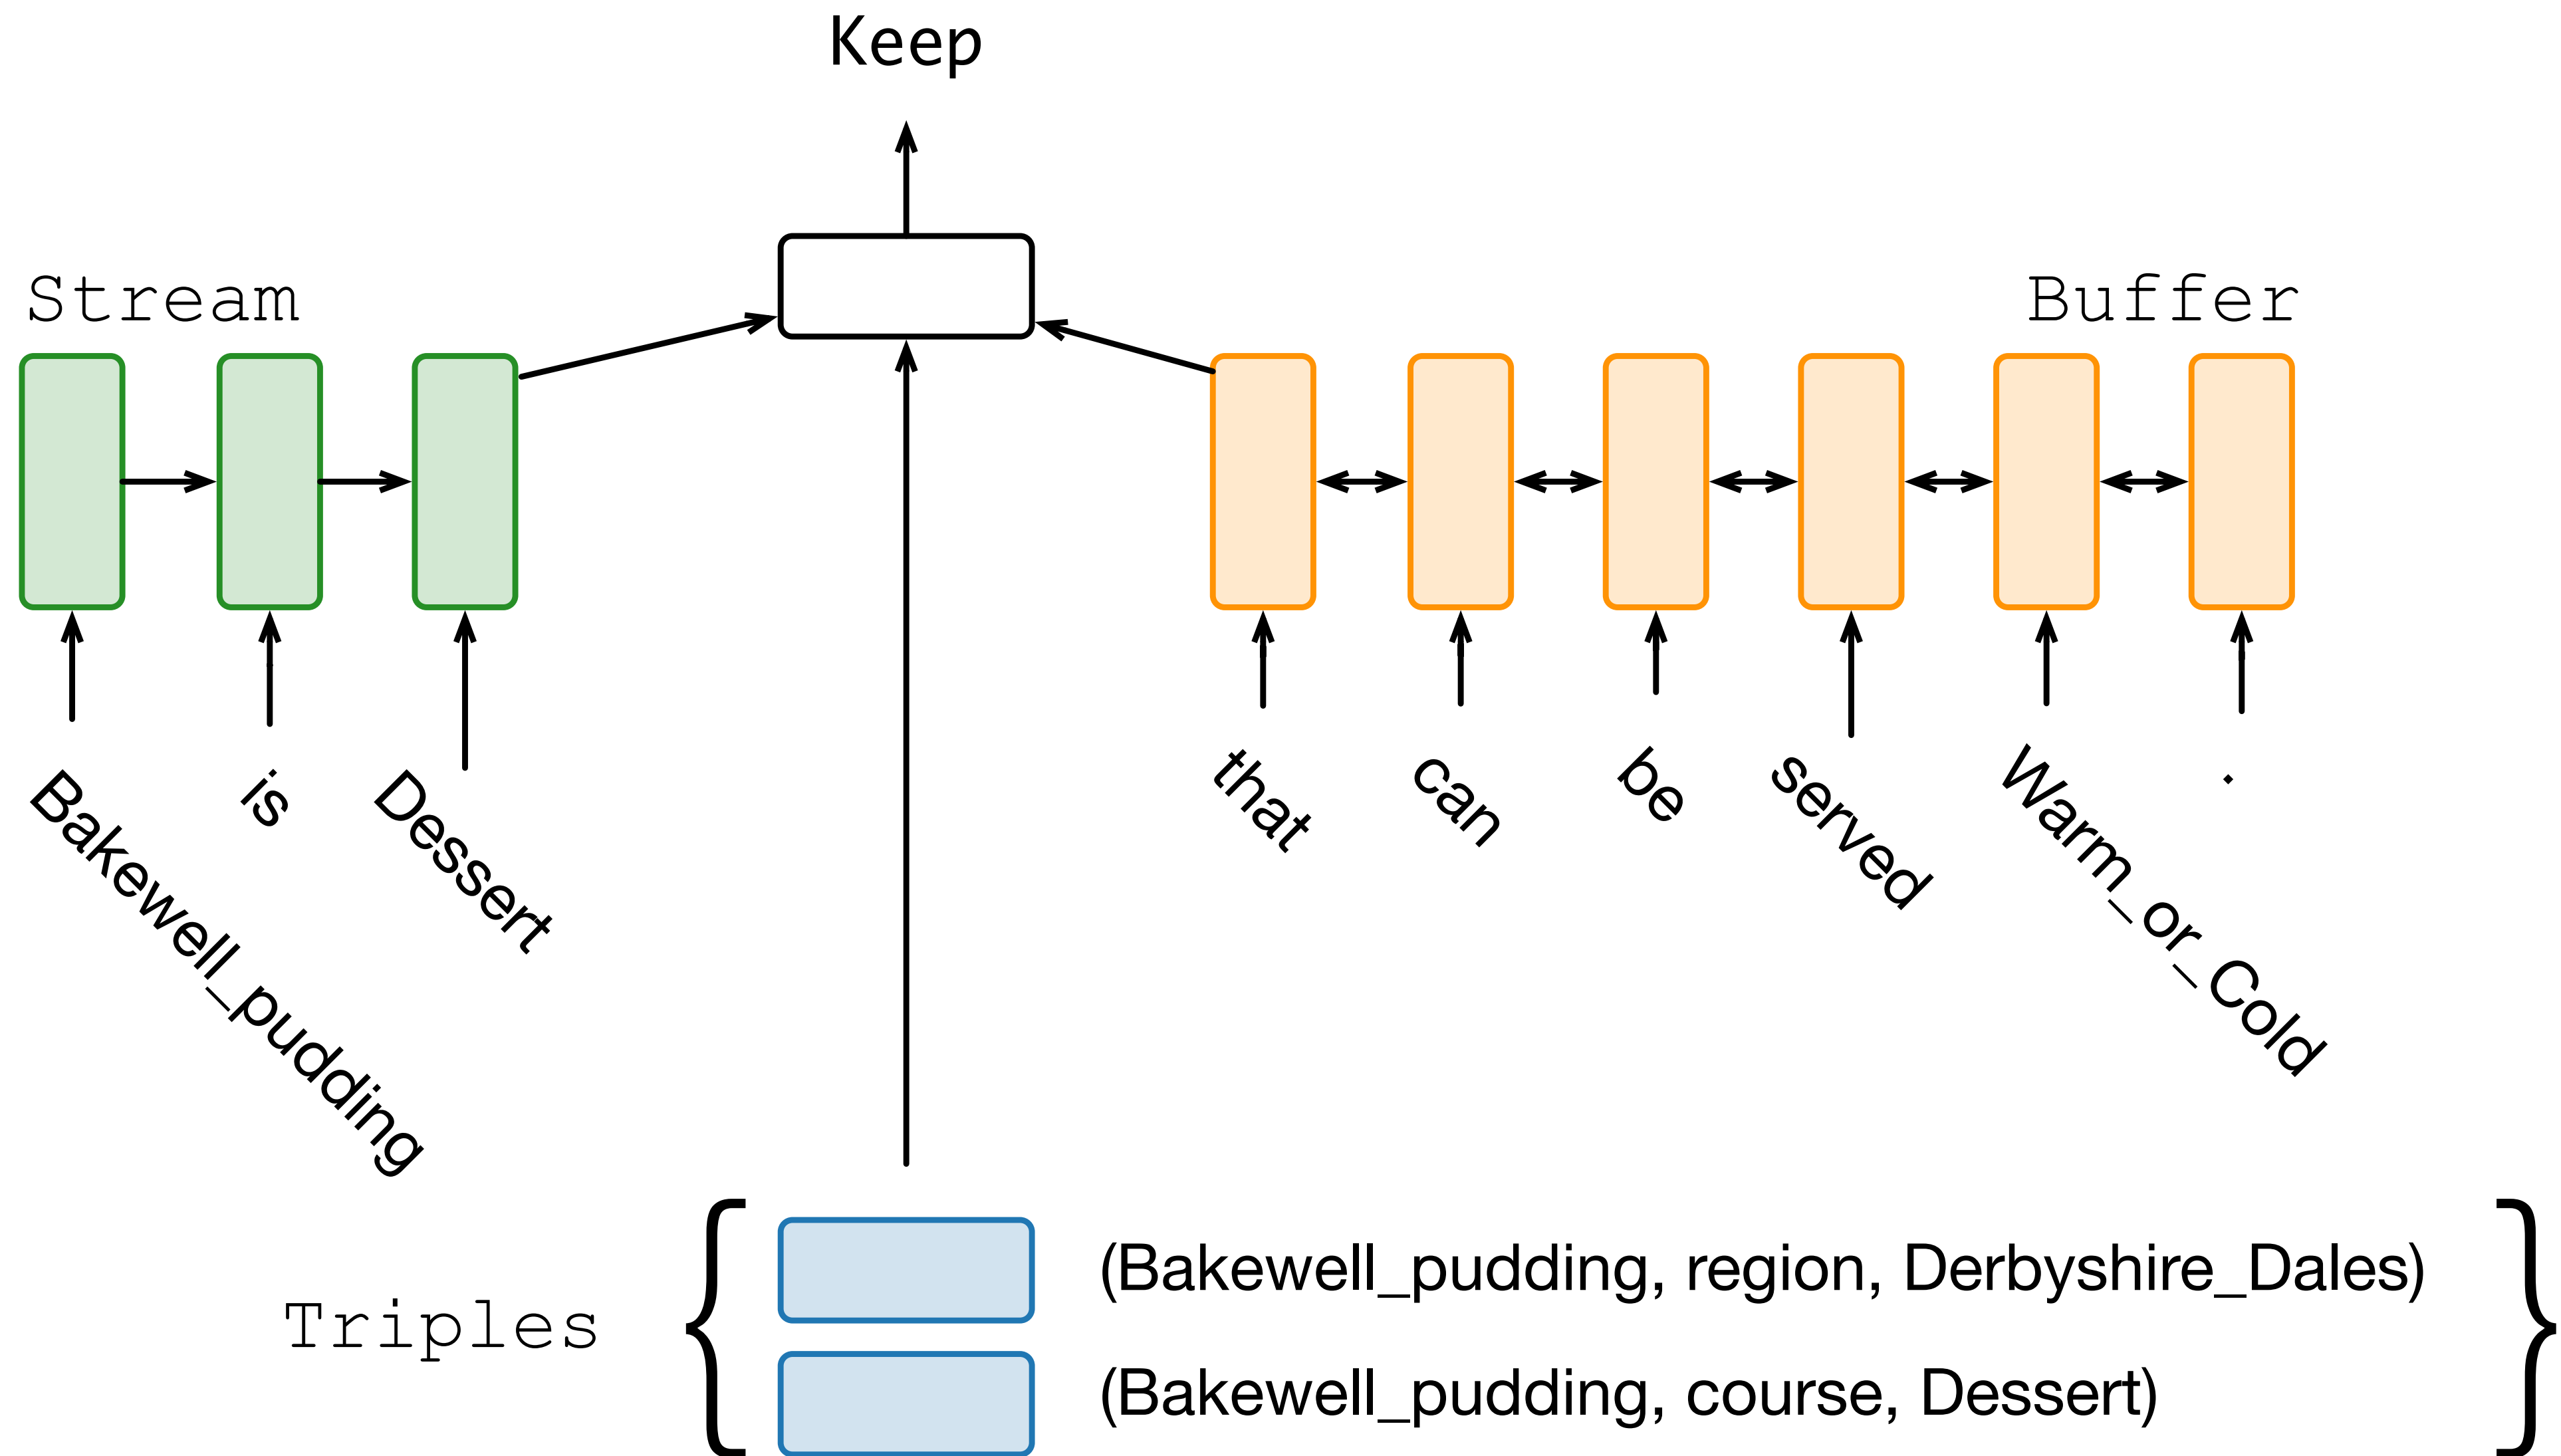 Keep
Stream
Buffer
Bakewell_pudding
is
Dessert
that
can
be
served
Warm_or_Cold
.
Triples
(Bakewell_pudding, region, Derbyshire_Dales)
(Bakewell_pudding, course, Dessert)